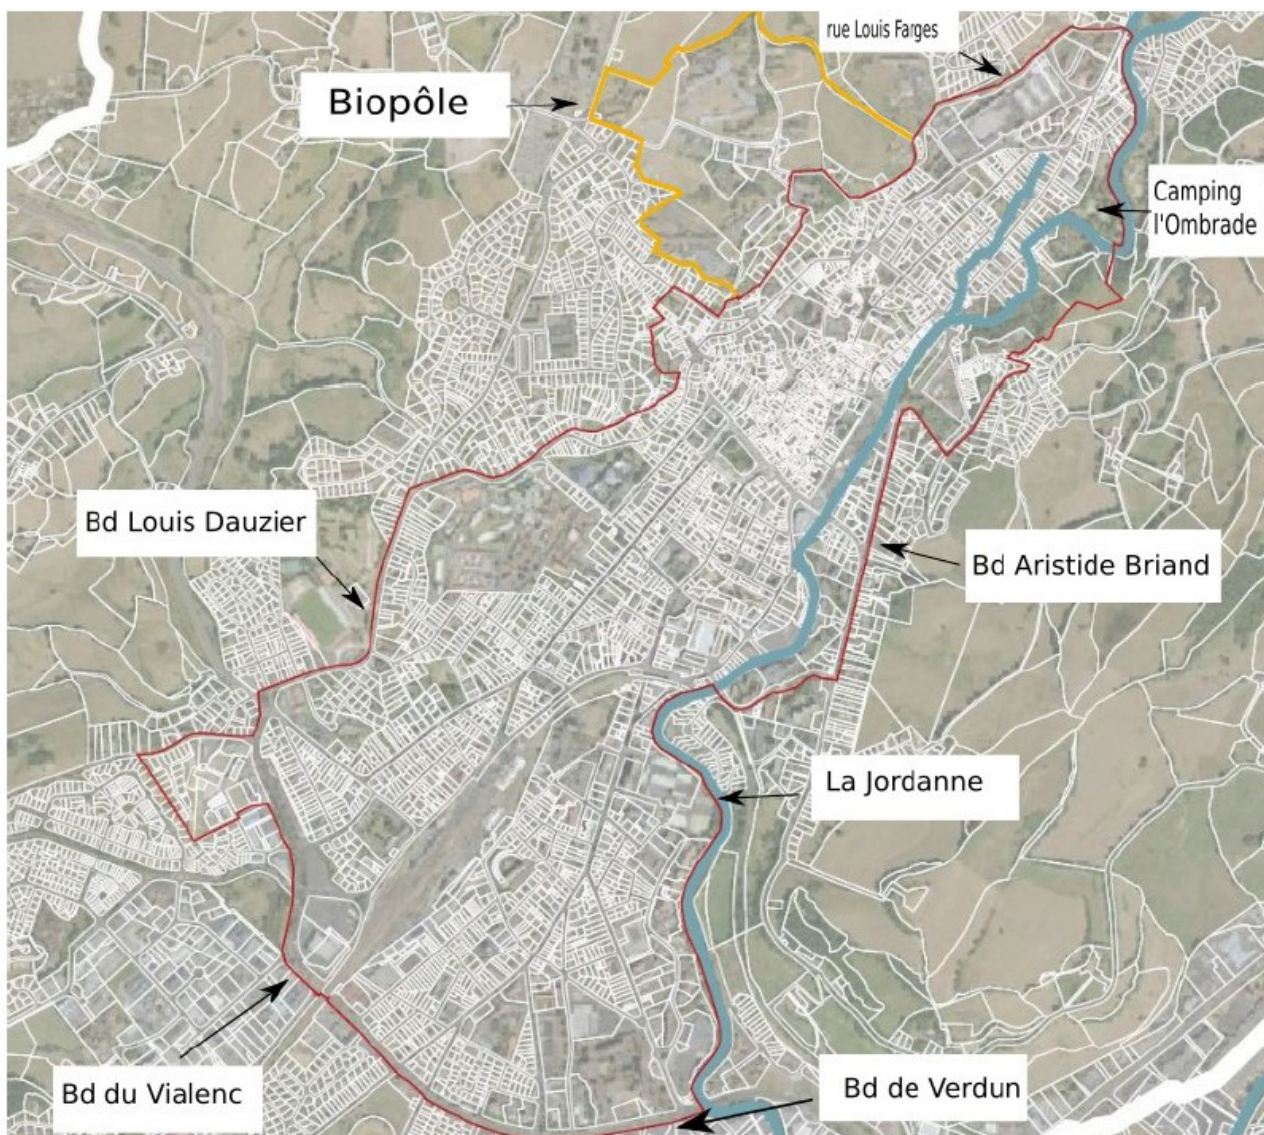 rue Louis Farges
Biopôle
Camping
l'Ombrade
Bd Louis Dauzier
Bd Aristide Briand
La Jordanne
Bd du Vialenc
Bd de Verdun